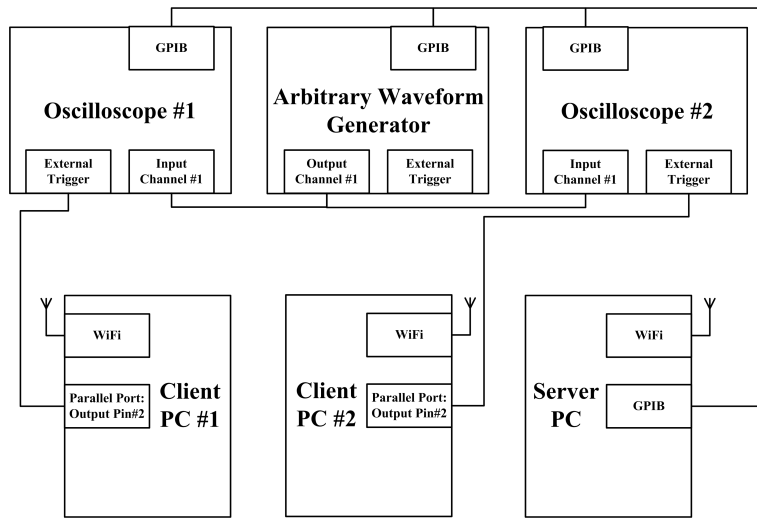 GPIB
Oscilloscope #1
External
Trigger
Input
Channel #1
GPIB
Arbitrary Waveform
Generator
Output
Channel #1
External
Trigger
GPIB
Oscilloscope #2
Input
Channel #1
External
Trigger
WiFi
Parallel Port:
Output Pin#2
Client
PC #1
WiFi
Client
PC #2
Parallel Port:
Output Pin#2
WiFi
Server
PC
GPIB